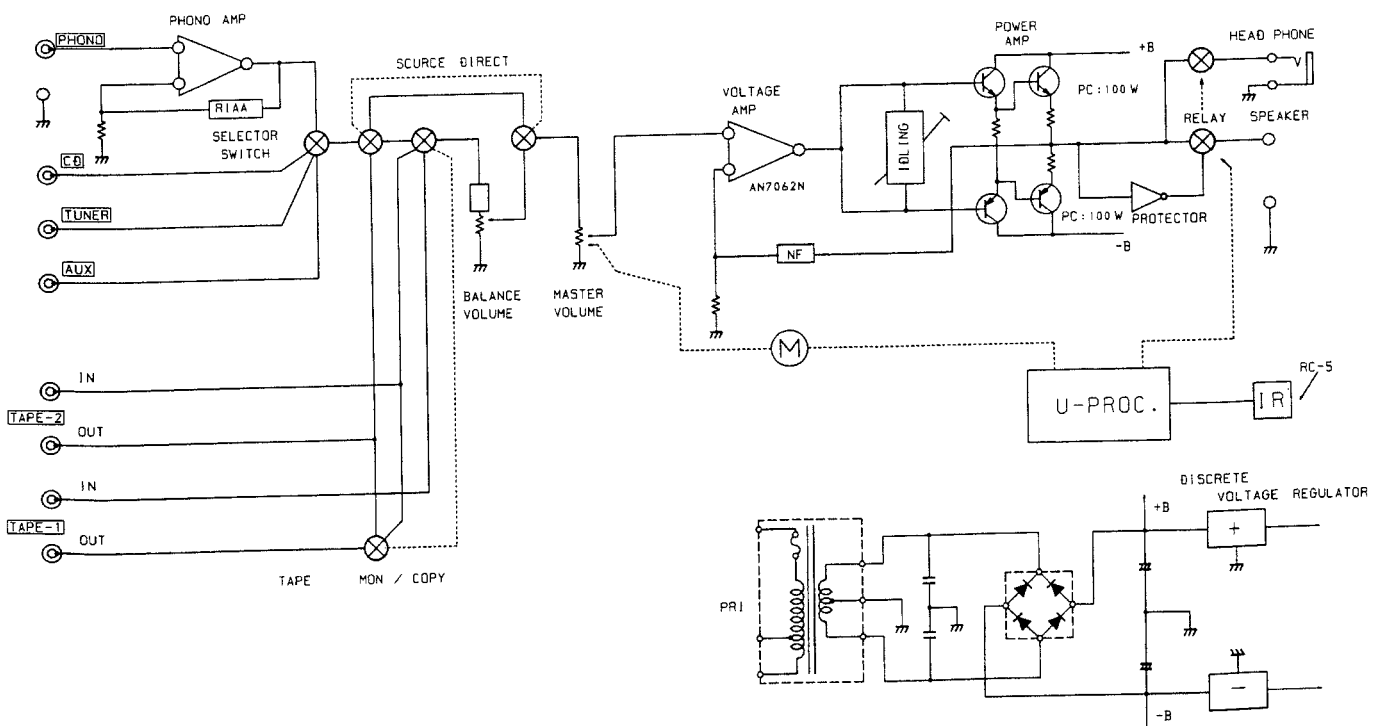 PHONO AMP
PHONO
RIAA
SELECTOR
SWITCH
CD
TUNER
AUX
SCURCE DIRECT
BALANCE
VOLUME
MASTER
VOLUME
VOLTAGE
AMP
AN7062N
IDLING
NF
POWER
AMP
PC:100W
PC:100W
+B
-B
HEAD PHONE
RELAY
SPEAKER
PROTECTOR
M
U-PROC.
IR
RC-5
IN
TAPE-2
OUT
IN
TAPE-1
OUT
TAPE MON / COPY
PRI
DISCRETE
VOLTAGE REGULATOR
+B
+
-
-B